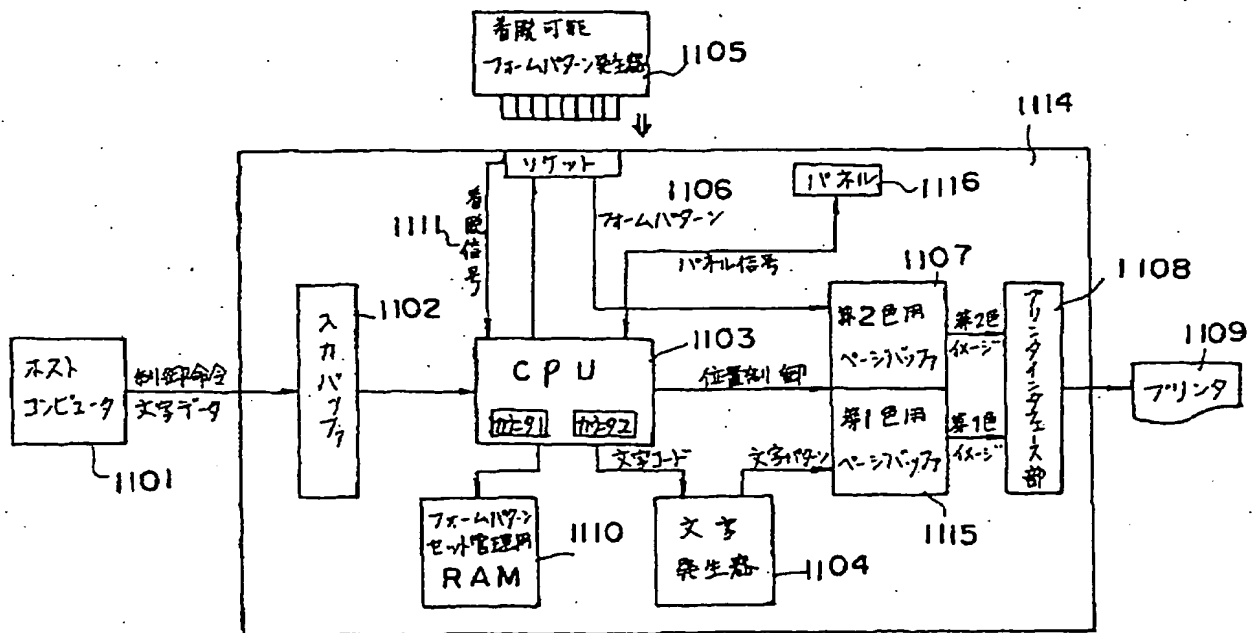 着脱可能
フォームパターン発生器
1105
1114
ソケット
パネル
1116
1106
フォームパターン
1111
着脱信号
パネル信号
1107
1108
1102
入力バッファ
1103
CPU
カウンタ1
カウンタ2
位置制御
第2色用
ページバッファ
第2色
イメージ
プリンタインタフェース部
1109
プリンタ
ホスト
コンピュータ
制御命令
文字データ
1101
第1色用
ページバッファ
第1色
イメージ
文字コード
文字パターン
フォームパターン
セット管理用
RAM
1110
文字
発生器
1104
1115